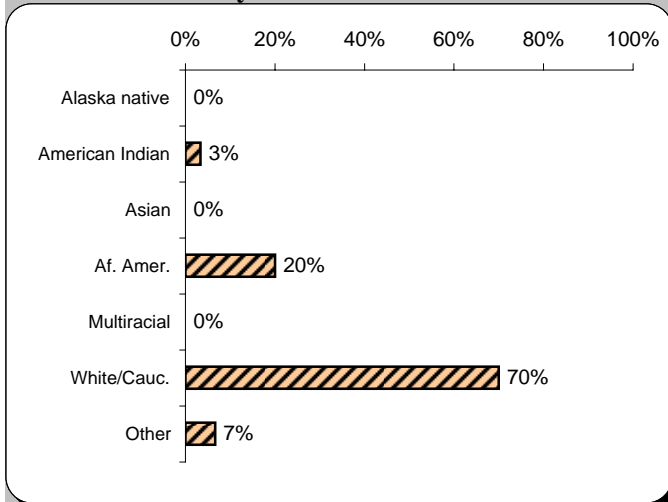 0% 20% 40% 60% 80% 100%
Alaska native 0%
American Indian 3%
Asian 0%
Af. Amer. 20%
Multiracial 0%
White/Cauc. 70%
Other 7%